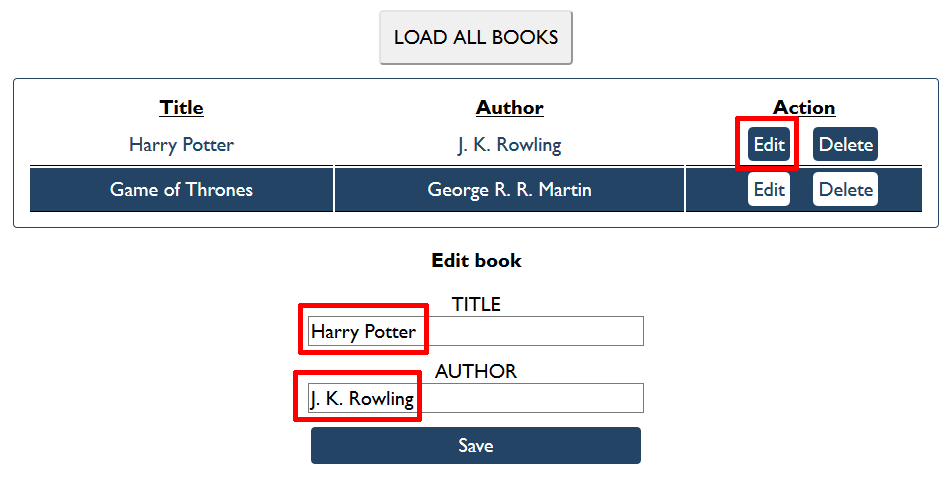 LOAD ALL BOOKS
Title Author Action
Harry Potter J. K. Rowling Edit Delete
Game of Thrones George R. R. Martin Edit Delete
Edit book
TITLE
Harry Potter
AUTHOR
J. K. Rowling
Save